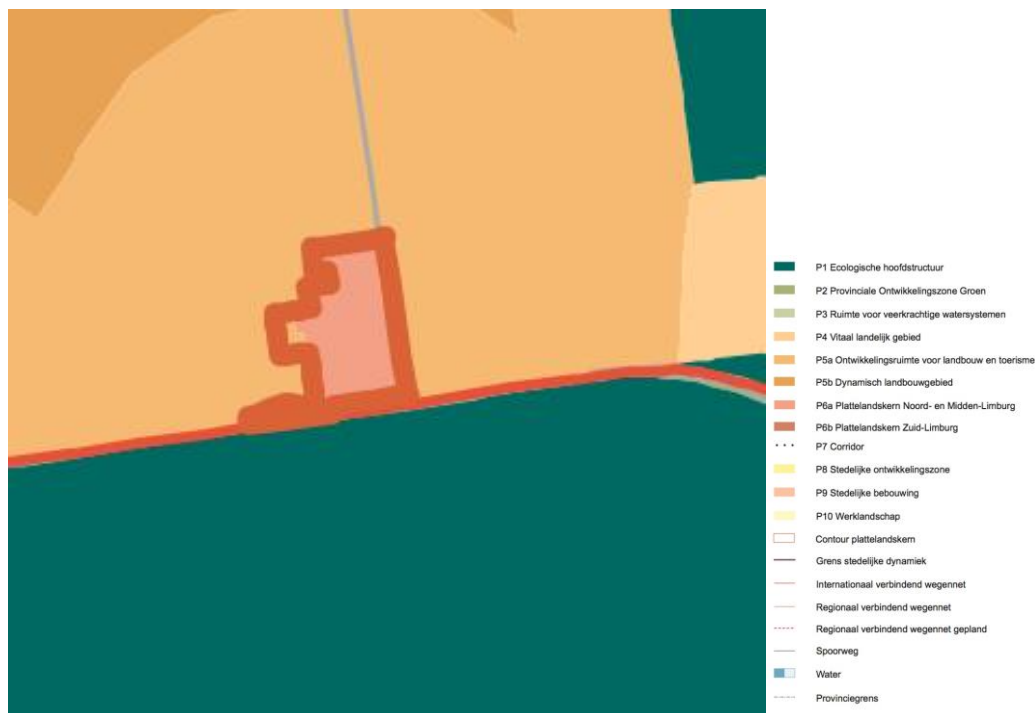 P1 Ecologische hoofdstructuur
P2 Provinciale Ontwikkelingszone Groen
P3 Ruimte voor veerkrachtige watersystemen
P4 Vitaal landelijk gebied
P5a Ontwikkelingsruimte voor landbouw en toerisme
P5b Dynamisch landbouwgebied
P6a Plattelandskern Noord- en Midden-Limburg
P6b Plattelandskern Zuid-Limburg
P7 Corridor
P8 Stedelijke ontwikkelingszone
P9 Stedelijke bebouwing
P10 Werklandschap
Contour plattelandskern
Grens stedelijke dynamiek
Internationaal verbindend wegennet
Regionaal verbindend wegennet
Regionaal verbindend wegennet gepland
Spoorweg
Water
Provinciegrens